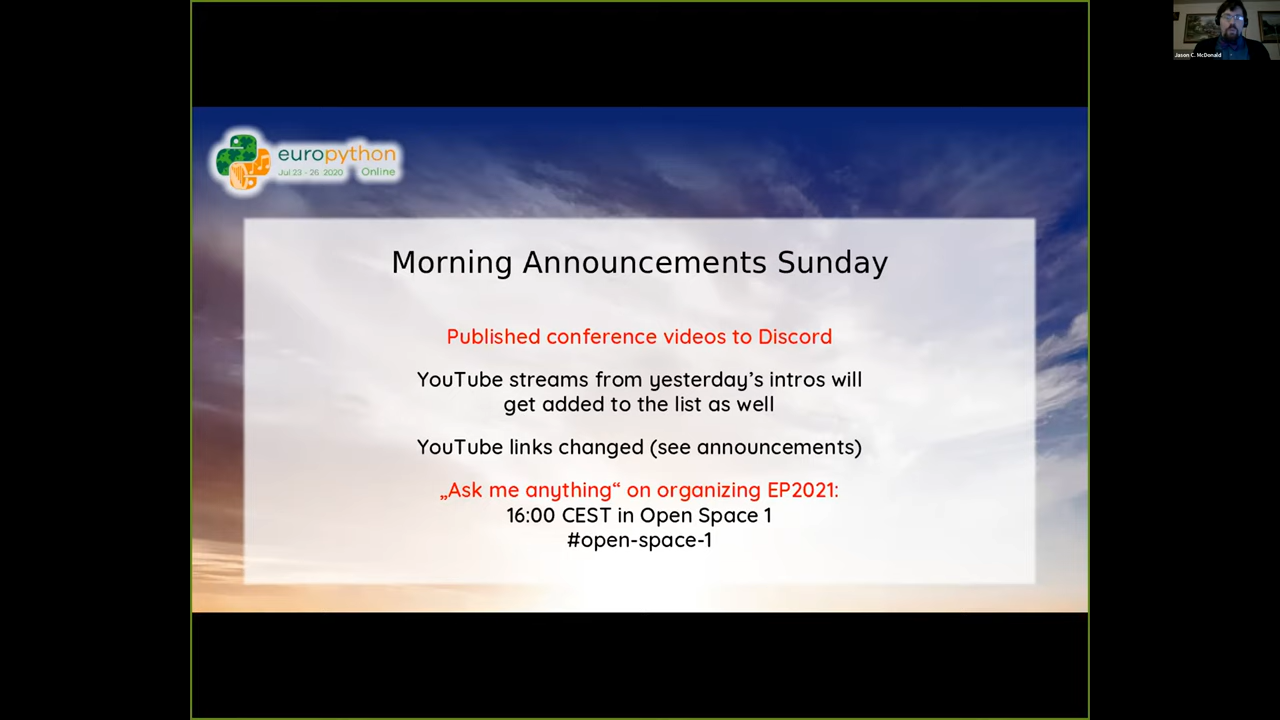 europython
Jul 23 - 26 2020 Online
Morning Announcements Sunday
Published conference videos to Discord
YouTube streams from yesterday’s intros will
get added to the list as well
YouTube links changed (see announcements)
„Ask me anything“ on organizing EP2021:
16:00 CEST in Open Space 1
#open-space-1
Jason C. McDonald